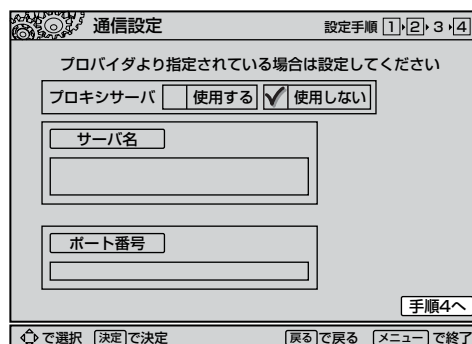 通信設定 設定手順 1 2 3 4
プロバイダより指定されている場合は設定してください
プロキシサーバ 使用する 使用しない
サーバ名
ポート番号
手順4へ
で選択 決定で決定 戻るで戻る メニューで終了